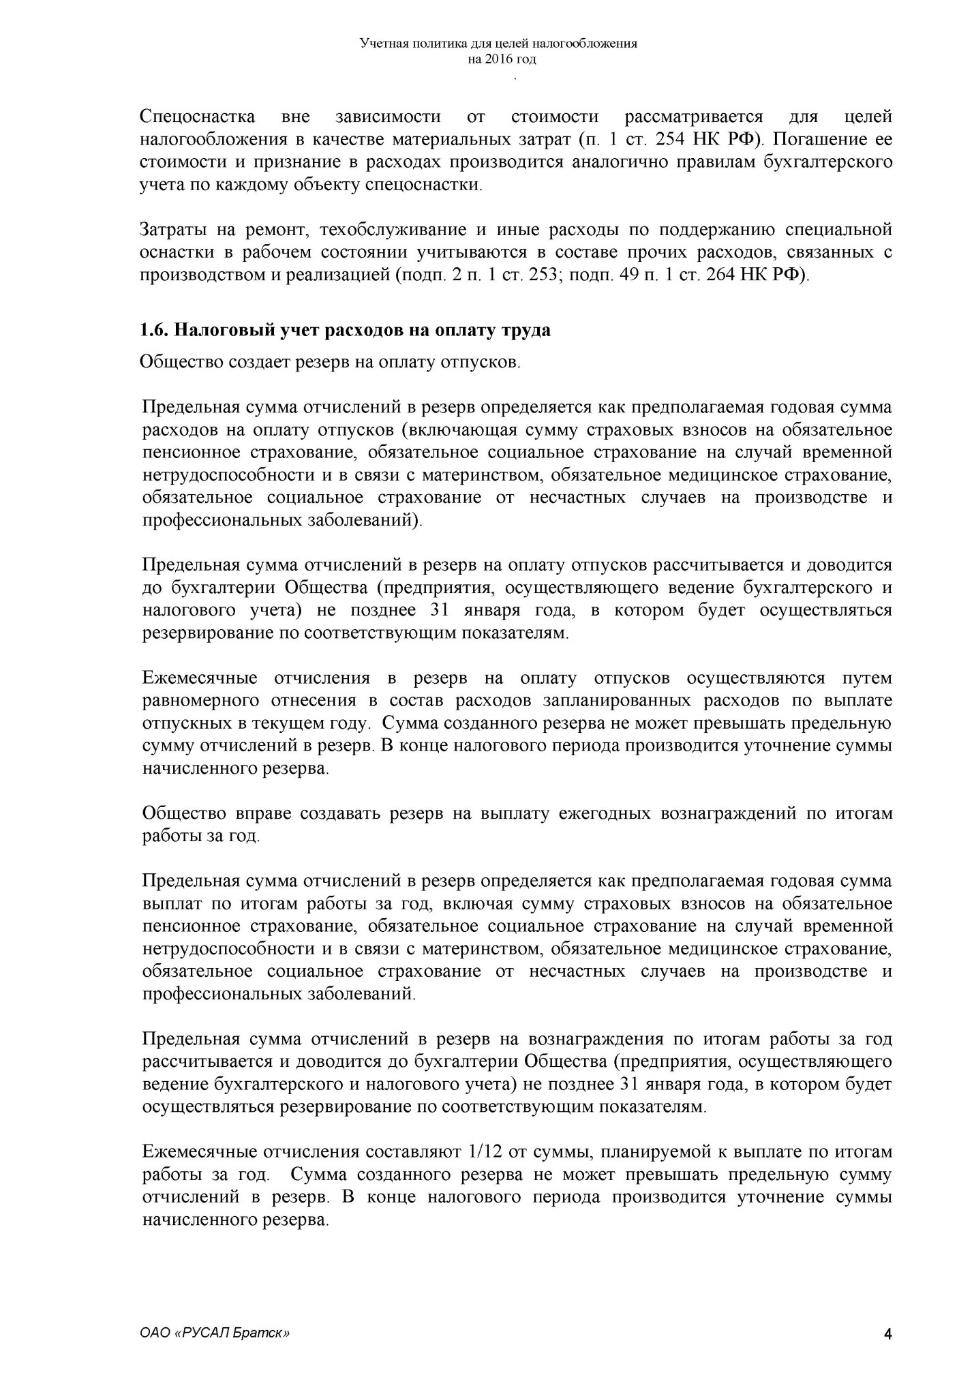 Учетная политика для целей налогообложения
на 2016 год
.
Спецоснастка вне зависимости от стоимости рассматривается для целей
налогообложения в качестве материальных затрат (п. 1 ст. 254 НК РФ). Погашение ее
стоимости и признание в расходах производится аналогично правилам бухгалтерского
учета по каждому объекту спецоснастки.
Затраты на ремонт, техобслуживание и иные расходы по поддержанию специальной
оснастки в рабочем состоянии учитываются в составе прочих расходов, связанных с
производством и реализацией (подп. 2 п. 1 ст. 253; подп. 49 п. 1 ст. 264 НК РФ).
1.6. Налоговый учет расходов на оплату труда
Общество создает резерв на оплату отпусков.
Предельная сумма отчислений в резерв определяется как предполагаемая годовая сумма
расходов на оплату отпусков (включающая сумму страховых взносов на обязательное
пенсионное страхование, обязательное социальное страхование на случай временной
нетрудоспособности и в связи с материнством, обязательное медицинское страхование,
обязательное социальное страхование от несчастных случаев на производстве и
профессиональных заболеваний).
Предельная сумма отчислений в резерв на оплату отпусков рассчитывается и доводится
до бухгалтерии Общества (предприятия, осуществляющего ведение бухгалтерского и
налогового учета) не позднее 31 января года, в котором будет осуществляться
резервирование по соответствующим показателям.
Ежемесячные отчисления в резерв на оплату отпусков осуществляются путем
равномерного отнесения в состав расходов запланированных расходов по выплате
отпускных в текущем году. Сумма созданного резерва не может превышать предельную
сумму отчислений в резерв. В конце налогового периода производится уточнение суммы
начисленного резерва.
Общество вправе создавать резерв на выплату ежегодных вознаграждений по итогам
работы за год.
Предельная сумма отчислений в резерв определяется как предполагаемая годовая сумма
выплат по итогам работы за год, включая сумму страховых взносов на обязательное
пенсионное страхование, обязательное социальное страхование на случай временной
нетрудоспособности и в связи с материнством, обязательное медицинское страхование,
обязательное социальное страхование от несчастных случаев на производстве и
профессиональных заболеваний.
Предельная сумма отчислений в резерв на вознаграждения по итогам работы за год
рассчитывается и доводится до бухгалтерии Общества (предприятия, осуществляющего
ведение бухгалтерского и налогового учета) не позднее 31 января года, в котором будет
осуществляться резервирование по соответствующим показателям.
Ежемесячные отчисления составляют 1/12 от суммы, планируемой к выплате по итогам
работы за год. Сумма созданного резерва не может превышать предельную сумму
отчислений в резерв. В конце налогового периода производится уточнение суммы
начисленного резерва.
ОАО «РУСАЛ Братск» 4